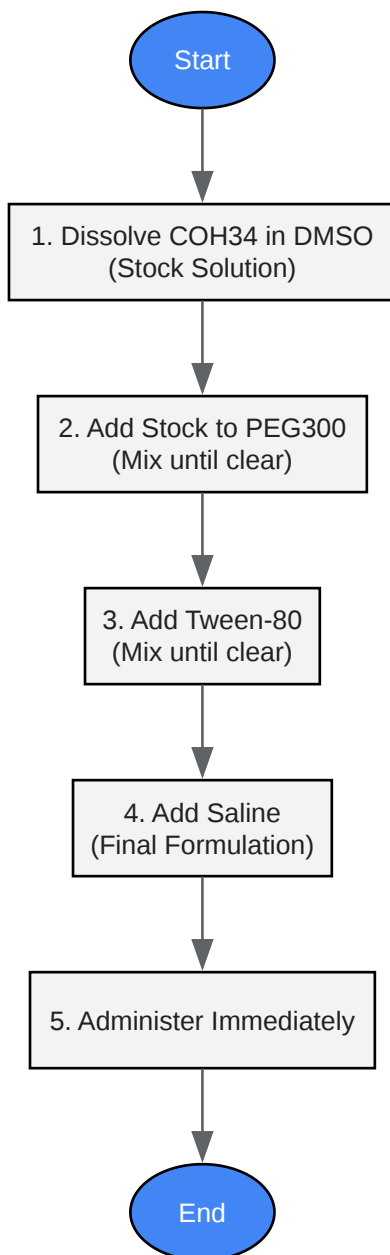 Start
1. Dissolve COH34 in DMSO
(Stock Solution)
2. Add Stock to PEG300
(Mix until clear)
3. Add Tween-80
(Mix until clear)
4. Add Saline
(Final Formulation)
5. Administer Immediately
End